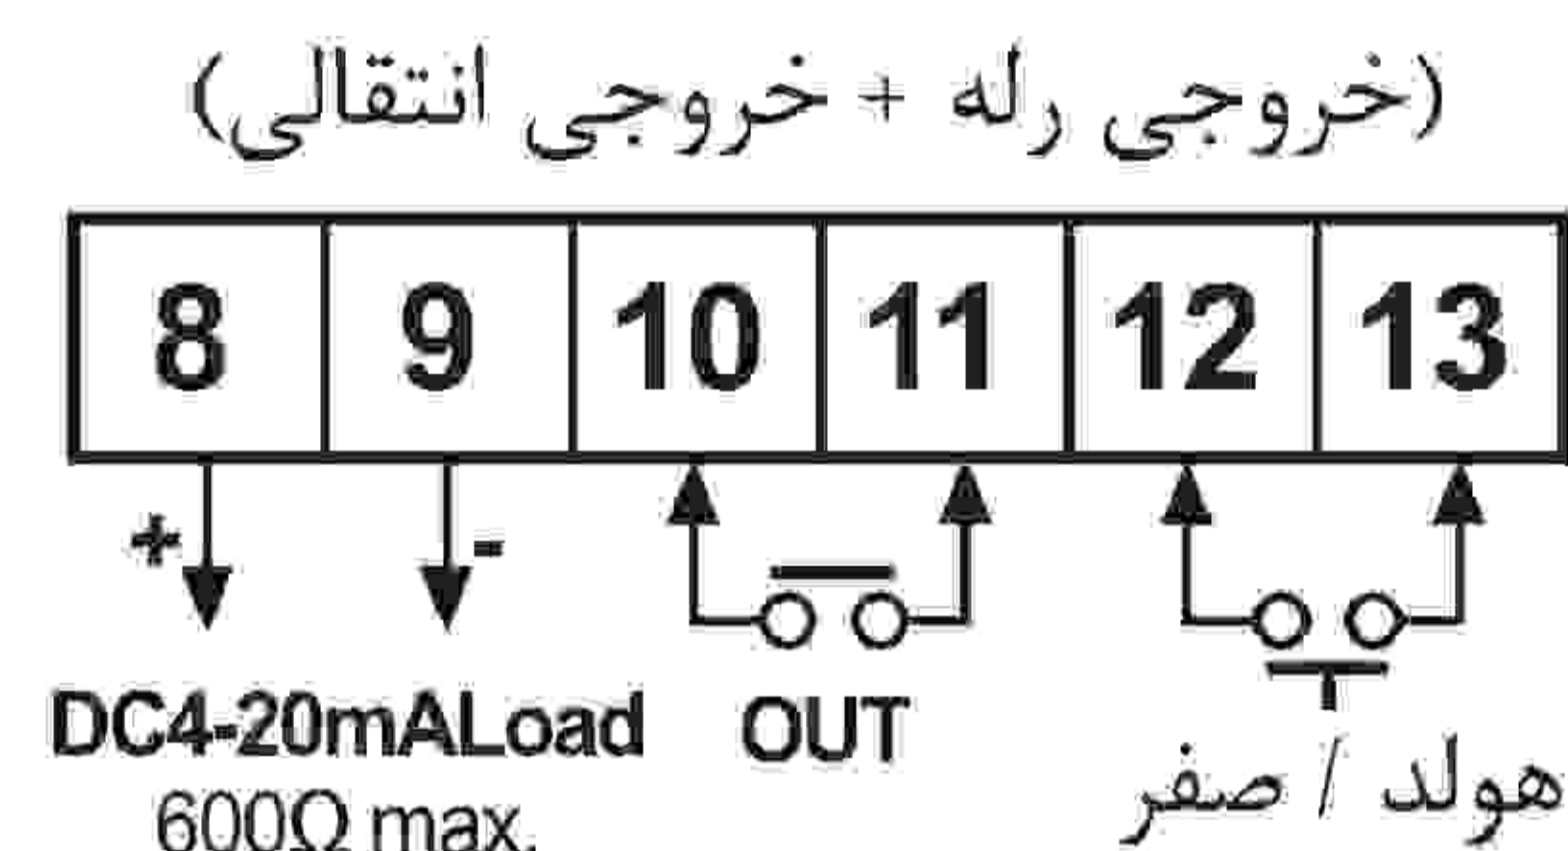 (خروجی رله + خروجی انتقالی)
8 9 10 11 12 13
+ -
DC4-20mALoad OUT
600Ω max.
هولد / صفر